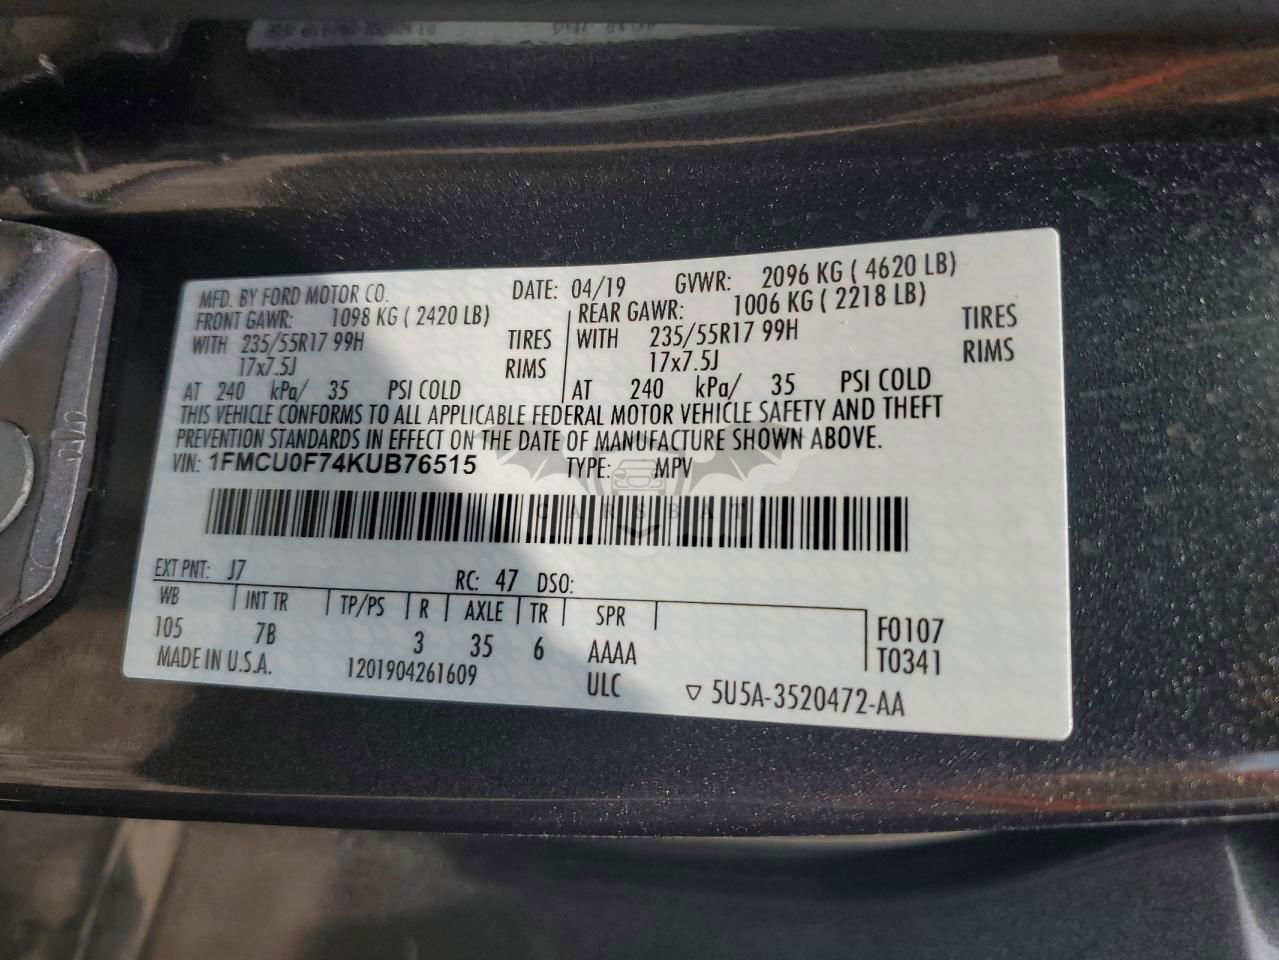 MFD. BY FORD MOTOR CO. DATE: 04/19 GVWR: 2096 KG ( 4620 LB)
FRONT GAWR: 1098 KG ( 2420 LB) REAR GAWR: 1006 KG ( 2218 LB)
WITH 235/55R17 99H TIRES WITH 235/55R17 99H TIRES
17x7.5J RIMS 17x7.5J RIMS
AT 240 kPa/ 35 PSI COLD AT 240 kPa/ 35 PSI COLD
THIS VEHICLE CONFORMS TO ALL APPLICABLE FEDERAL MOTOR VEHICLE SAFETY AND THEFT
PREVENTION STANDARDS IN EFFECT ON THE DATE OF MANUFACTURE SHOWN ABOVE.
VIN: 1FMCU0F74KUB76515 TYPE: MPV
CARSBAT
EXT PNT: J7 RC: 47 DSO:
WB INT TR TP/PS R AXLE TR SPR
105 7B 3 35 6 AAAA F0107
T0341
MADE IN U.S.A. 1201904261609 ULC ▽ 5U5A-3520472-AA